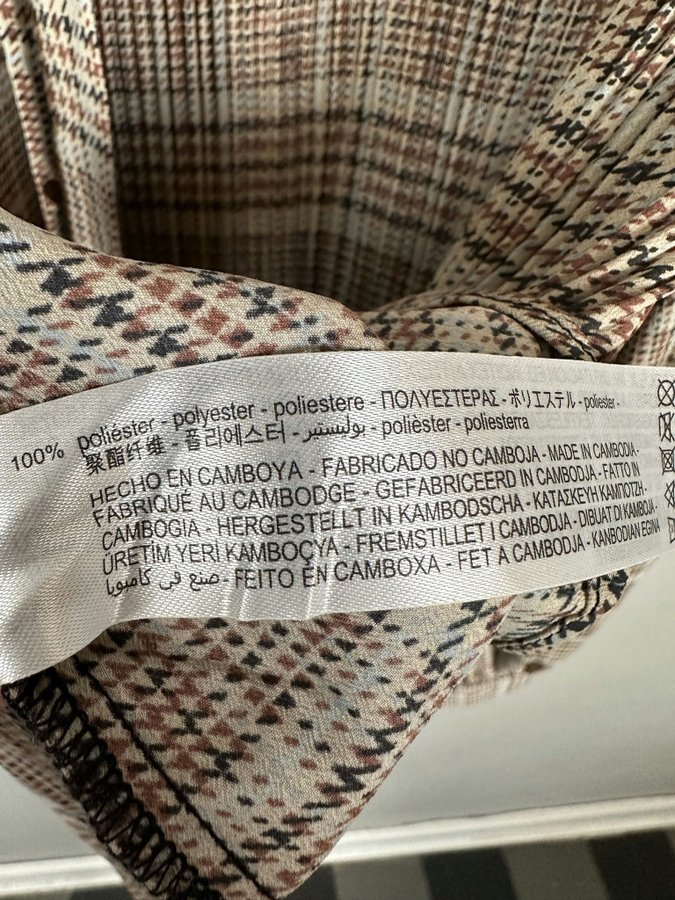 100% poliéster - polyester - poliestere - ΠΟΛΥΕΣΤΕΡΑΣ - ポリエステル - poliester -
聚酯纤维 - 폴리에스터 - بوليستير - polièster - poliesterra
HECHO EN CAMBOYA - FABRICADO NO CAMBOJA - MADE IN CAMBODIA -
FABRIQUÉ AU CAMBODGE - GEFABRICEERD IN CAMBODJA - FATTO IN
CAMBOGIA - HERGESTELLT IN KAMBODSCHA - ΚΑΤΑΣΚΕΥΗ ΚΑΜΠΟΤΖΗ -
ÜRETİM YERİ KAMBOÇYA - FREMSTILLET I CAMBODJA - DIBUAT DI KAMBOJA -
صنع في كامبوديا - FEITO EN CAMBOXA - FET A CAMBODJA - KANBODIAN EGINA